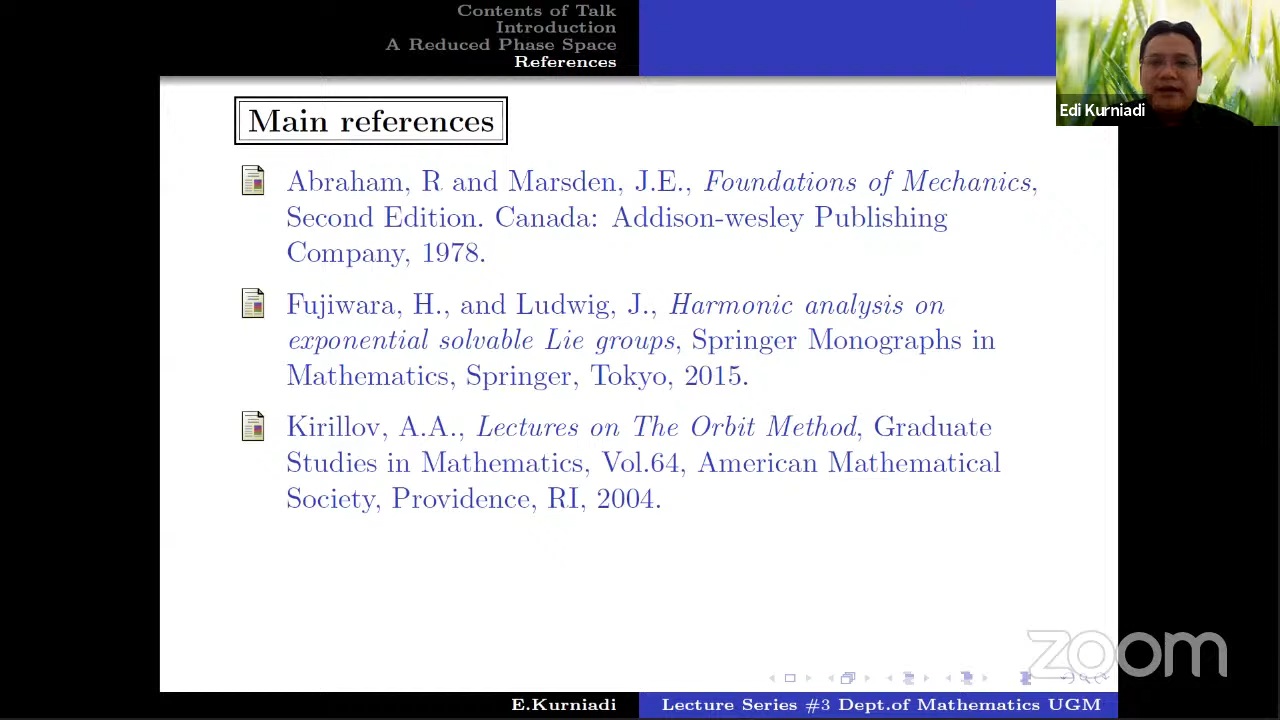 Contents of Talk
Introduction
A Reduced Phase Space
References
Edi Kurniadi
Main references
Abraham, R and Marsden, J.E., Foundations of Mechanics,
Second Edition. Canada: Addison-wesley Publishing
Company, 1978.
Fujiwara, H., and Ludwig, J., Harmonic analysis on
exponential solvable Lie groups, Springer Monographs in
Mathematics, Springer, Tokyo, 2015.
Kirillov, A.A., Lectures on The Orbit Method, Graduate
Studies in Mathematics, Vol.64, American Mathematical
Society, Providence, RI, 2004.
zoom
E.Kurniadi
Lecture Series #3 Dept.of Mathematics UGM